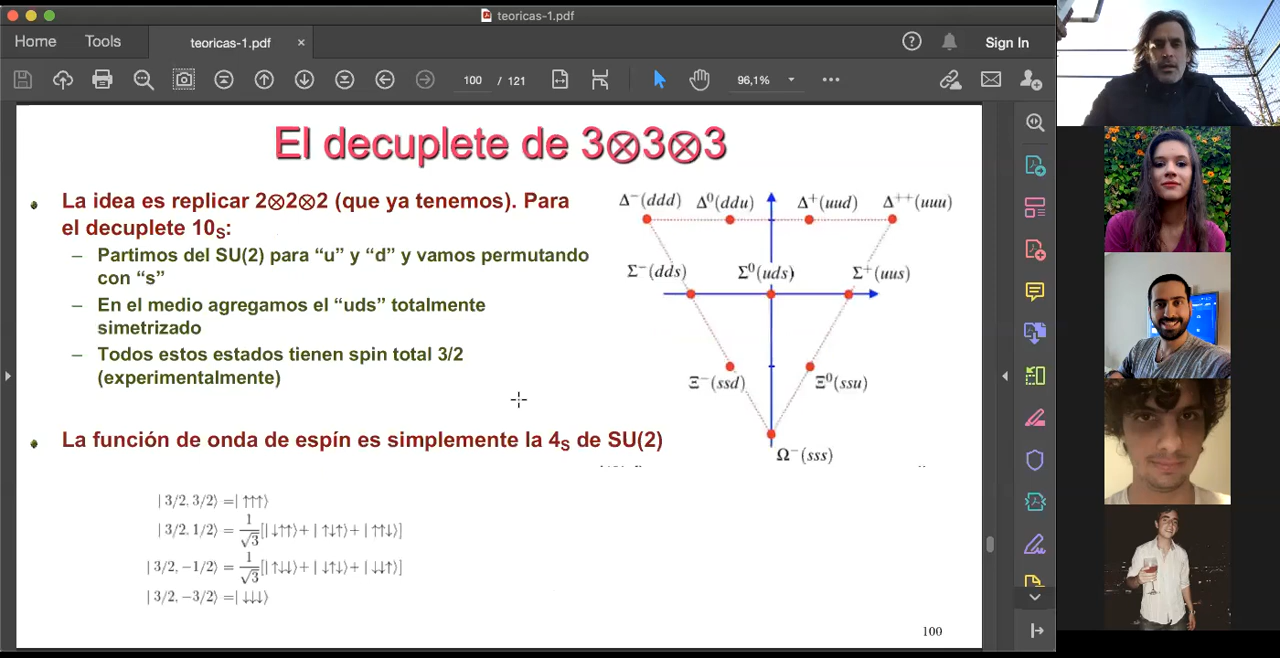 teoricas-1.pdf
Home Tools teoricas-1.pdf × Sign In
100 / 121 96,1%
El decuplete de 3⊗3⊗3
La idea es replicar 2⊗2⊗2 (que ya tenemos). Para
el decuplete 10S:
– Partimos del SU(2) para “u” y “d” y vamos permutando
con “s”
– En el medio agregamos el “uds” totalmente
simetrizado
– Todos estos estados tienen spin total 3/2
(experimentalmente)
Δ⁻(ddd) Δ⁰(ddu) Δ⁺(uud) Δ⁺⁺(uuu)
Σ⁻(dds) Σ⁰(uds) Σ⁺(uus)
Ξ⁻(ssd) Ξ⁰(ssu)
Ω⁻(sss)
La función de onda de espín es simplemente la 4S de SU(2)
| 3/2, 3/2⟩ =| ↑↑↑⟩
| 3/2, 1/2⟩ = 1/√3 [| ↓↑↑⟩+ | ↑↓↑⟩+ | ↑↑↓⟩]
| 3/2, −1/2⟩ = 1/√3 [| ↑↓↓⟩+ | ↓↑↓⟩+ | ↓↓↑⟩]
| 3/2, −3/2⟩ =| ↓↓↓⟩
100